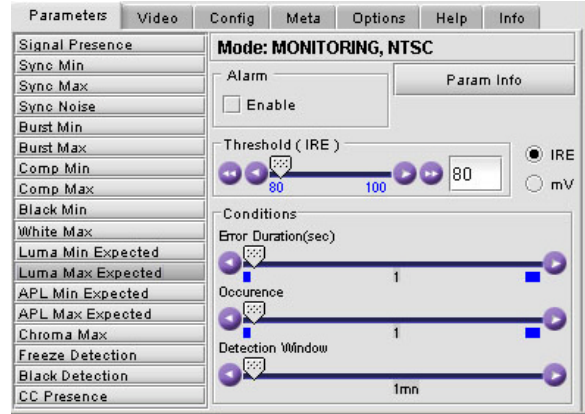 Parameters Video Config Meta Options Help Info
Signal Presence
Sync Min
Sync Max
Sync Noise
Burst Min
Burst Max
Comp Min
Comp Max
Black Min
White Max
Luma Min Expected
Luma Max Expected
APL Min Expected
APL Max Expected
Chroma Max
Freeze Detection
Black Detection
CC Presence
Mode: MONITORING, NTSC
Alarm
Enable
Param Info
Threshold ( IRE )
80 100
80
IRE
mV
Conditions
Error Duration(sec)
1
Occurence
1
Detection Window
1mn